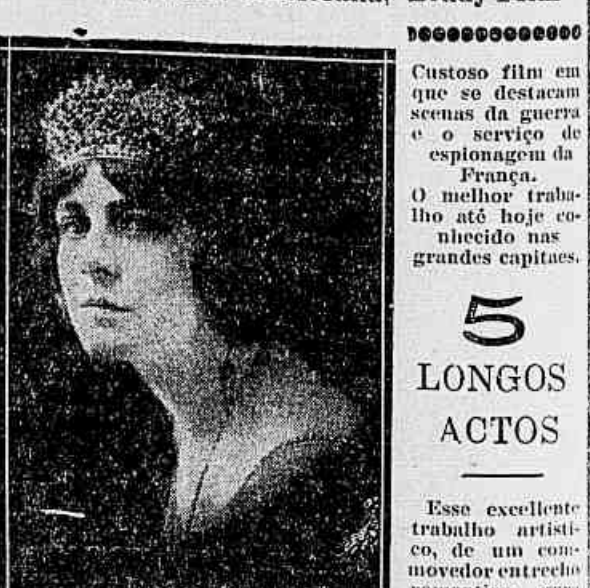 Custoso film em
que se destacam
scenas da guerra
e o serviço de
espionagem da
França.
O melhor traba-
lho até hoje co-
nhecido nas
grandes capitaes.
5
LONGOS
ACTOS
Esse excellente
trabalho artisti-
co, de um com-
movedor entrecho